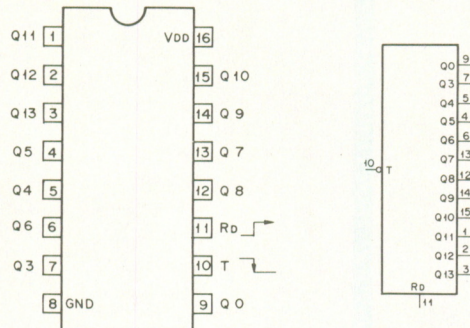 Q11 1 VDD 16
Q12 2 15 Q10
Q13 3 14 Q9
Q5 4 13 Q7
Q4 5 12 Q8
Q6 6 11 RD
Q3 7 10 T
8 GND 9 Q0
Q0 9
Q3 7
Q4 5
Q5 4
Q6 6
10 T Q7 13
Q8 12
Q9 14
Q10 15
Q11 1
Q12 2
Q13 3
RD
11